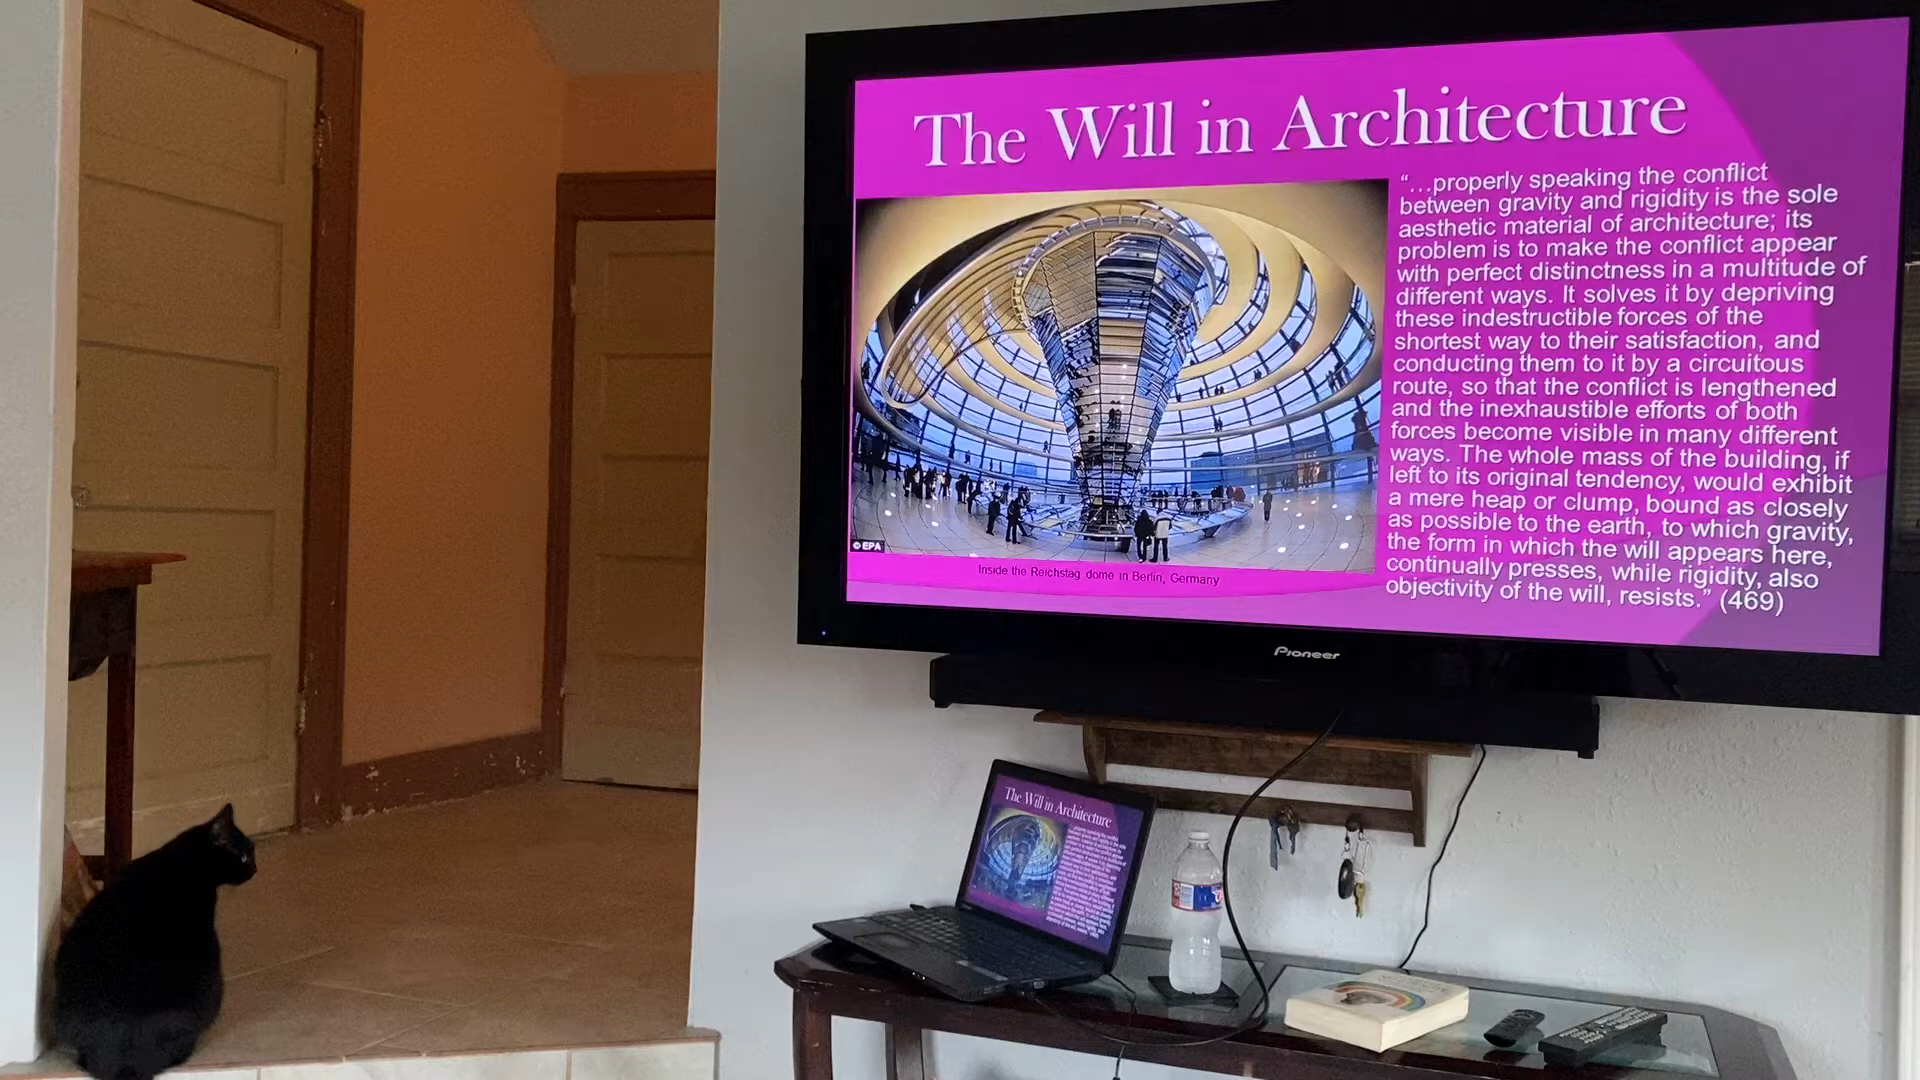 The Will in Architecture
“…properly speaking the conflict
between gravity and rigidity is the sole
aesthetic material of architecture; its
problem is to make the conflict appear
with perfect distinctness in a multitude of
different ways. It solves it by depriving
these indestructible forces of the
shortest way to their satisfaction, and
conducting them to it by a circuitous
route, so that the conflict is lengthened
and the inexhaustible efforts of both
forces become visible in many different
ways. The whole mass of the building, if
left to its original tendency, would exhibit
a mere heap or clump, bound as closely
as possible to the earth, to which gravity,
the form in which the will appears here,
continually presses, while rigidity, also
objectivity of the will, resists.” (469)
© EPA
Inside the Reichstag dome in Berlin, Germany
Pioneer
The Will in Architecture